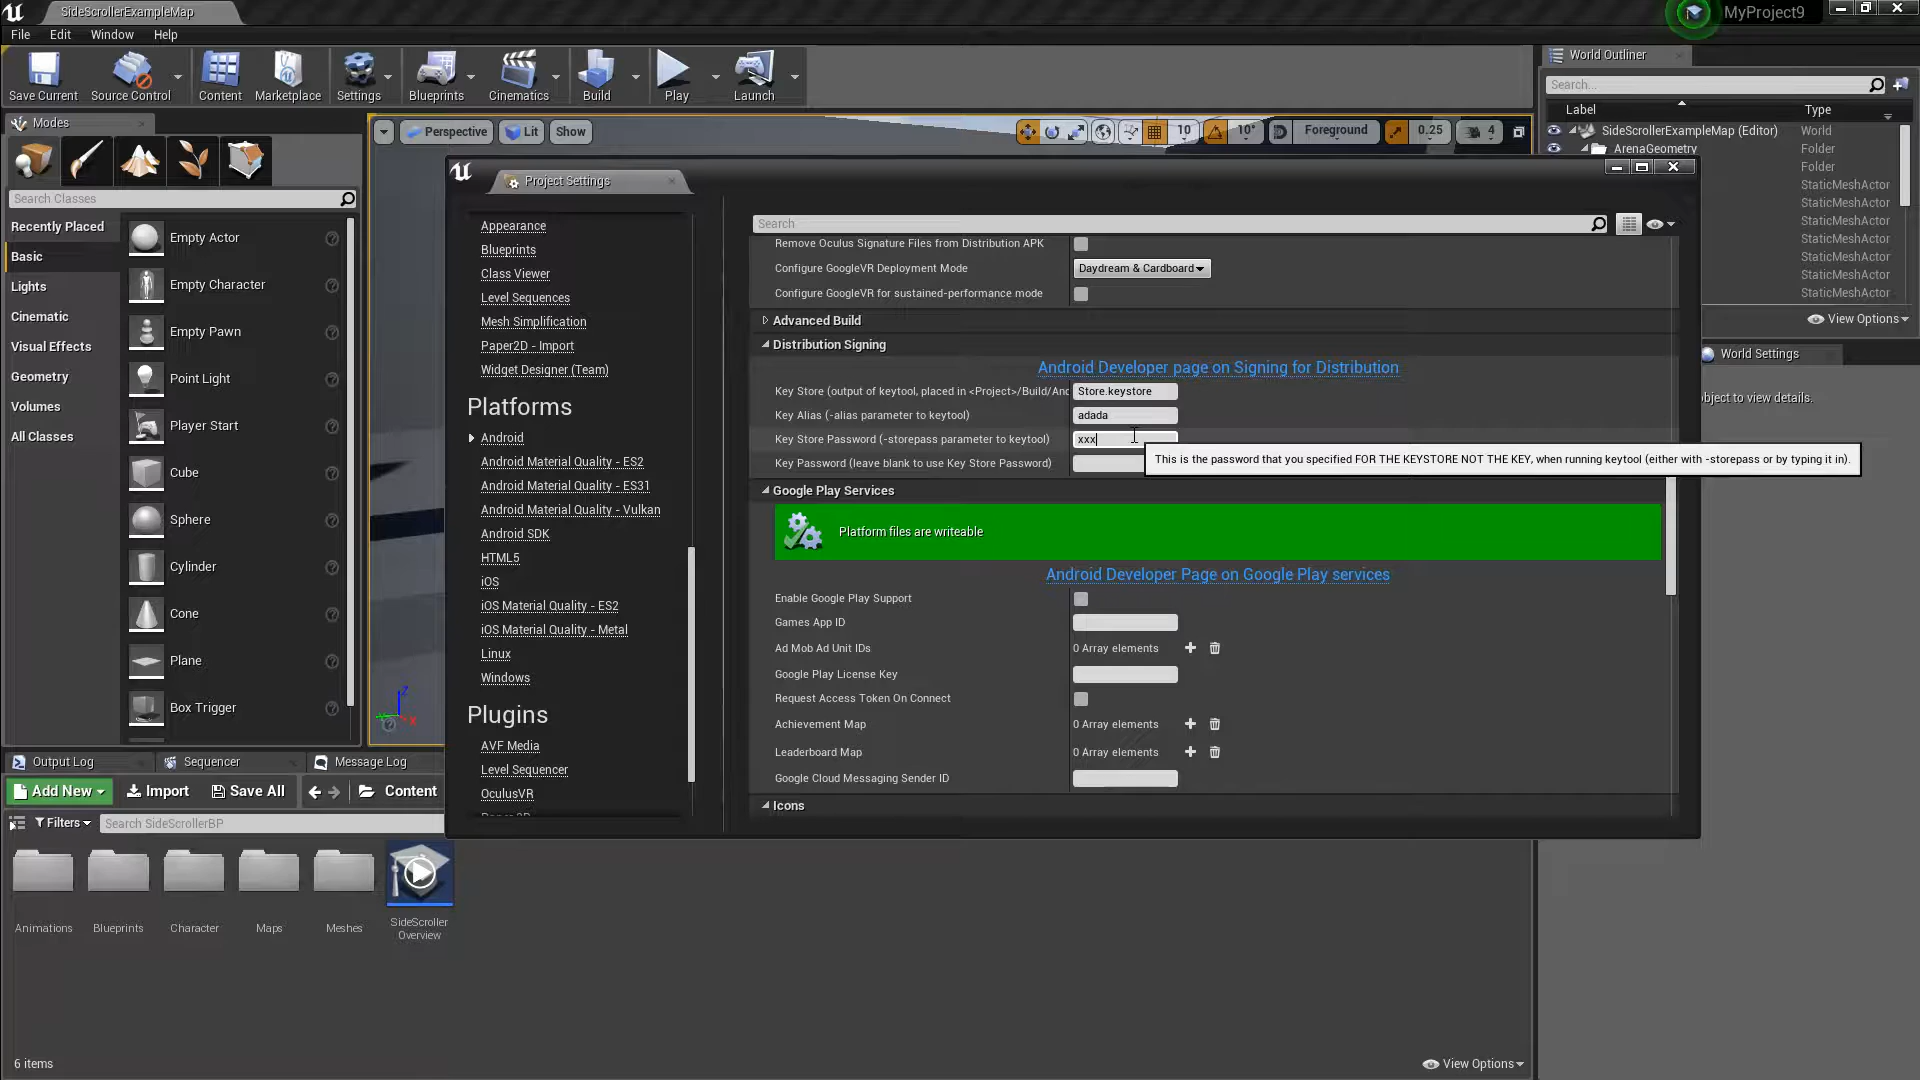 SideScrollerExampleMap
MyProject9
File Edit Window Help
World Outliner
Save Current
Source Control
Content
Marketplace
Settings
Blueprints
Cinematics
Build
Play
Launch
Search...
Label
Type
Modes
Perspective
Lit
Show
10
10°
Foreground
0.25
4
SideScrollerExampleMap (Editor) World
ArenaGeometry Folder
Folder
StaticMeshActor
StaticMeshActor
StaticMeshActor
StaticMeshActor
StaticMeshActor
StaticMeshActor
StaticMeshActor
View Options
World Settings
object to view details.
Search Classes
Recently Placed
Basic
Lights
Cinematic
Visual Effects
Geometry
Volumes
All Classes
Empty Actor
Empty Character
Empty Pawn
Point Light
Player Start
Cube
Sphere
Cylinder
Cone
Plane
Box Trigger
Project Settings
Appearance
Blueprints
Class Viewer
Level Sequences
Mesh Simplification
Paper2D - Import
Widget Designer (Team)
Platforms
Android
Android Material Quality - ES2
Android Material Quality - ES31
Android Material Quality - Vulkan
Android SDK
HTML5
iOS
iOS Material Quality - ES2
iOS Material Quality - Metal
Linux
Windows
Plugins
AVF Media
Level Sequencer
OculusVR
Search
Remove Oculus Signature Files from Distribution APK
Configure GoogleVR Deployment Mode Daydream & Cardboard
Configure GoogleVR for sustained-performance mode
Advanced Build
Distribution Signing
Android Developer page on Signing for Distribution
Key Store (output of keytool, placed in <Project>/Build/And Store.keystore
Key Alias (-alias parameter to keytool) adada
Key Store Password (-storepass parameter to keytool) xxx
Key Password (leave blank to use Key Store Password)
This is the password that you specified FOR THE KEYSTORE NOT THE KEY, when running keytool (either with -storepass or by typing it in).
Google Play Services
Platform files are writeable
Android Developer Page on Google Play services
Enable Google Play Support
Games App ID
Ad Mob Ad Unit IDs 0 Array elements
Google Play License Key
Request Access Token On Connect
Achievement Map 0 Array elements
Leaderboard Map 0 Array elements
Google Cloud Messaging Sender ID
Icons
Output Log
Sequencer
Message Log
Add New
Import
Save All
Content
Filters
Search SideScrollerBP
Animations
Blueprints
Character
Maps
Meshes
SideScroller
Overview
6 items
View Options